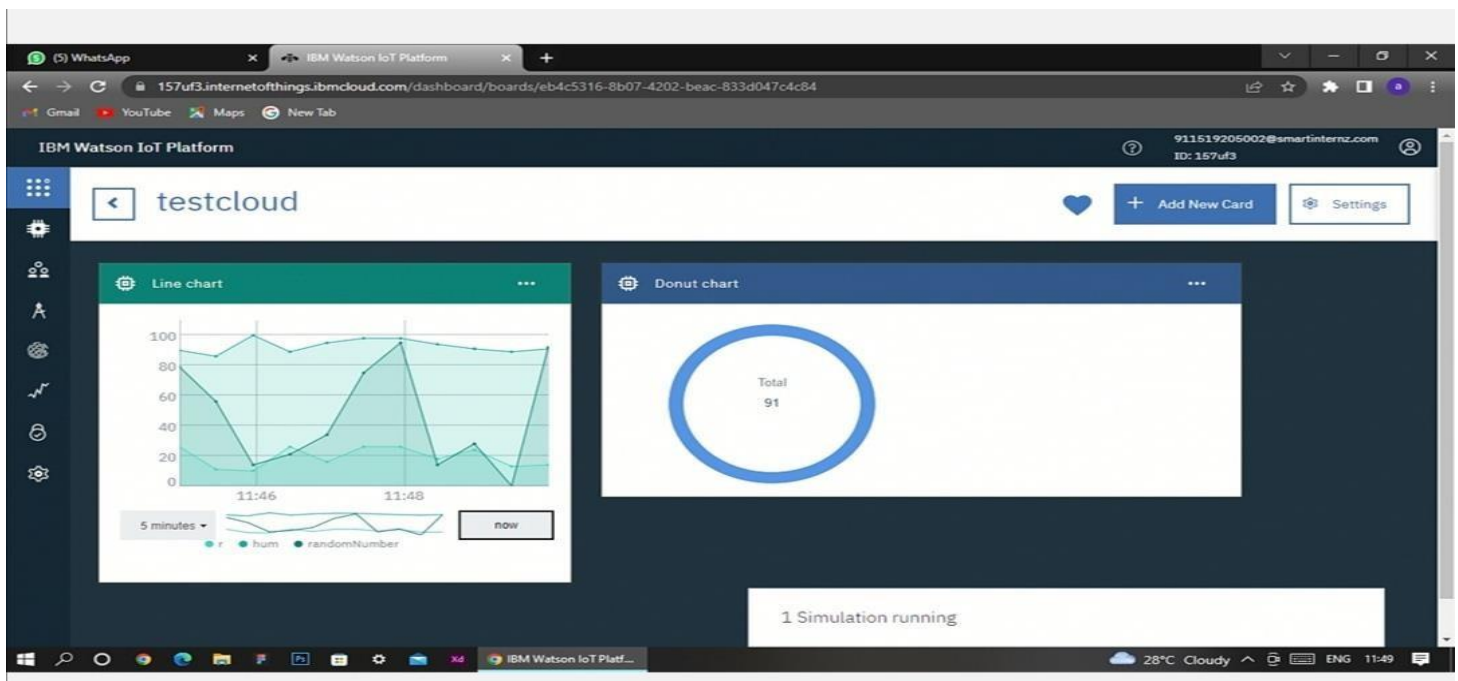 (5) WhatsApp
IBM Watson IoT Platform
157uf3.internetofthings.ibmcloud.com/dashboard/boards/eb4c5316-8b07-4202-beac-833d047c4c84
Gmail
YouTube
Maps
New Tab
IBM Watson IoT Platform
911519205002@smartinternz.com
ID: 157uf3
testcloud
Add New Card
Settings
Line chart
100
80
60
40
20
0
11:46
11:48
5 minutes
now
r
hum
randomNumber
Donut chart
Total
91
1 Simulation running
Ps
Xd
IBM Watson IoT Platf...
28°C Cloudy
ENG
11:49